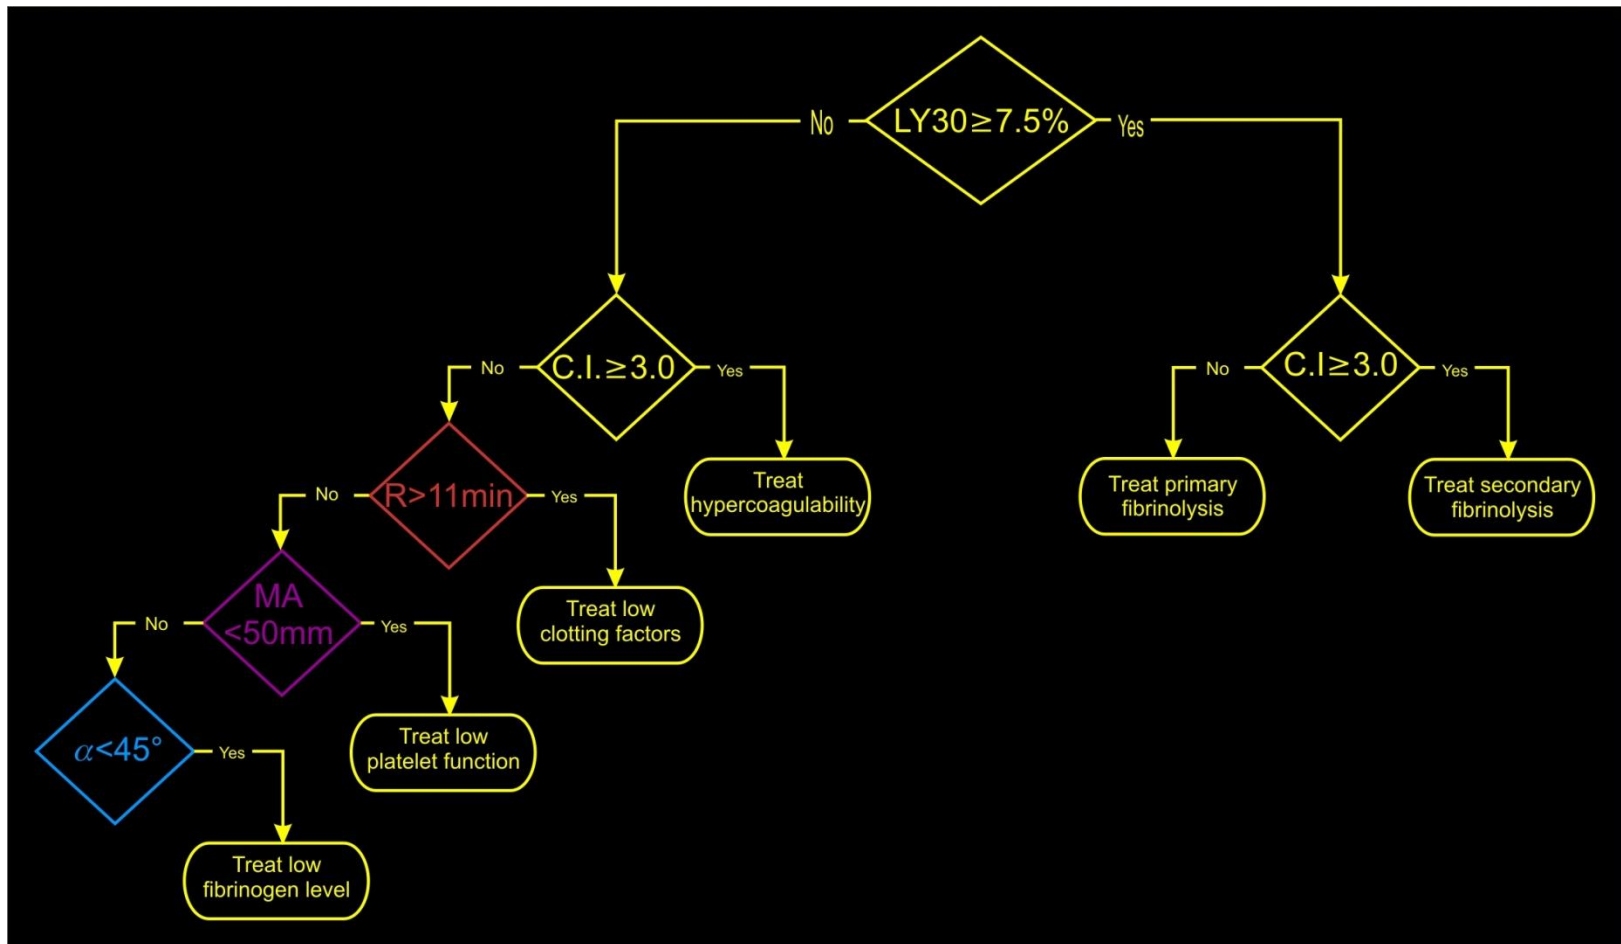 LY30≥7.5%
No
Yes
C.I.≥3.0
No
Yes
C.I≥3.0
No
Yes
Treat
hypercoagulability
Treat primary
fibrinolysis
Treat secondary
fibrinolysis
R>11min
No
Yes
Treat low
clotting factors
MA
<50mm
No
Yes
Treat low
platelet function
α<45°
Yes
Treat low
fibrinogen level